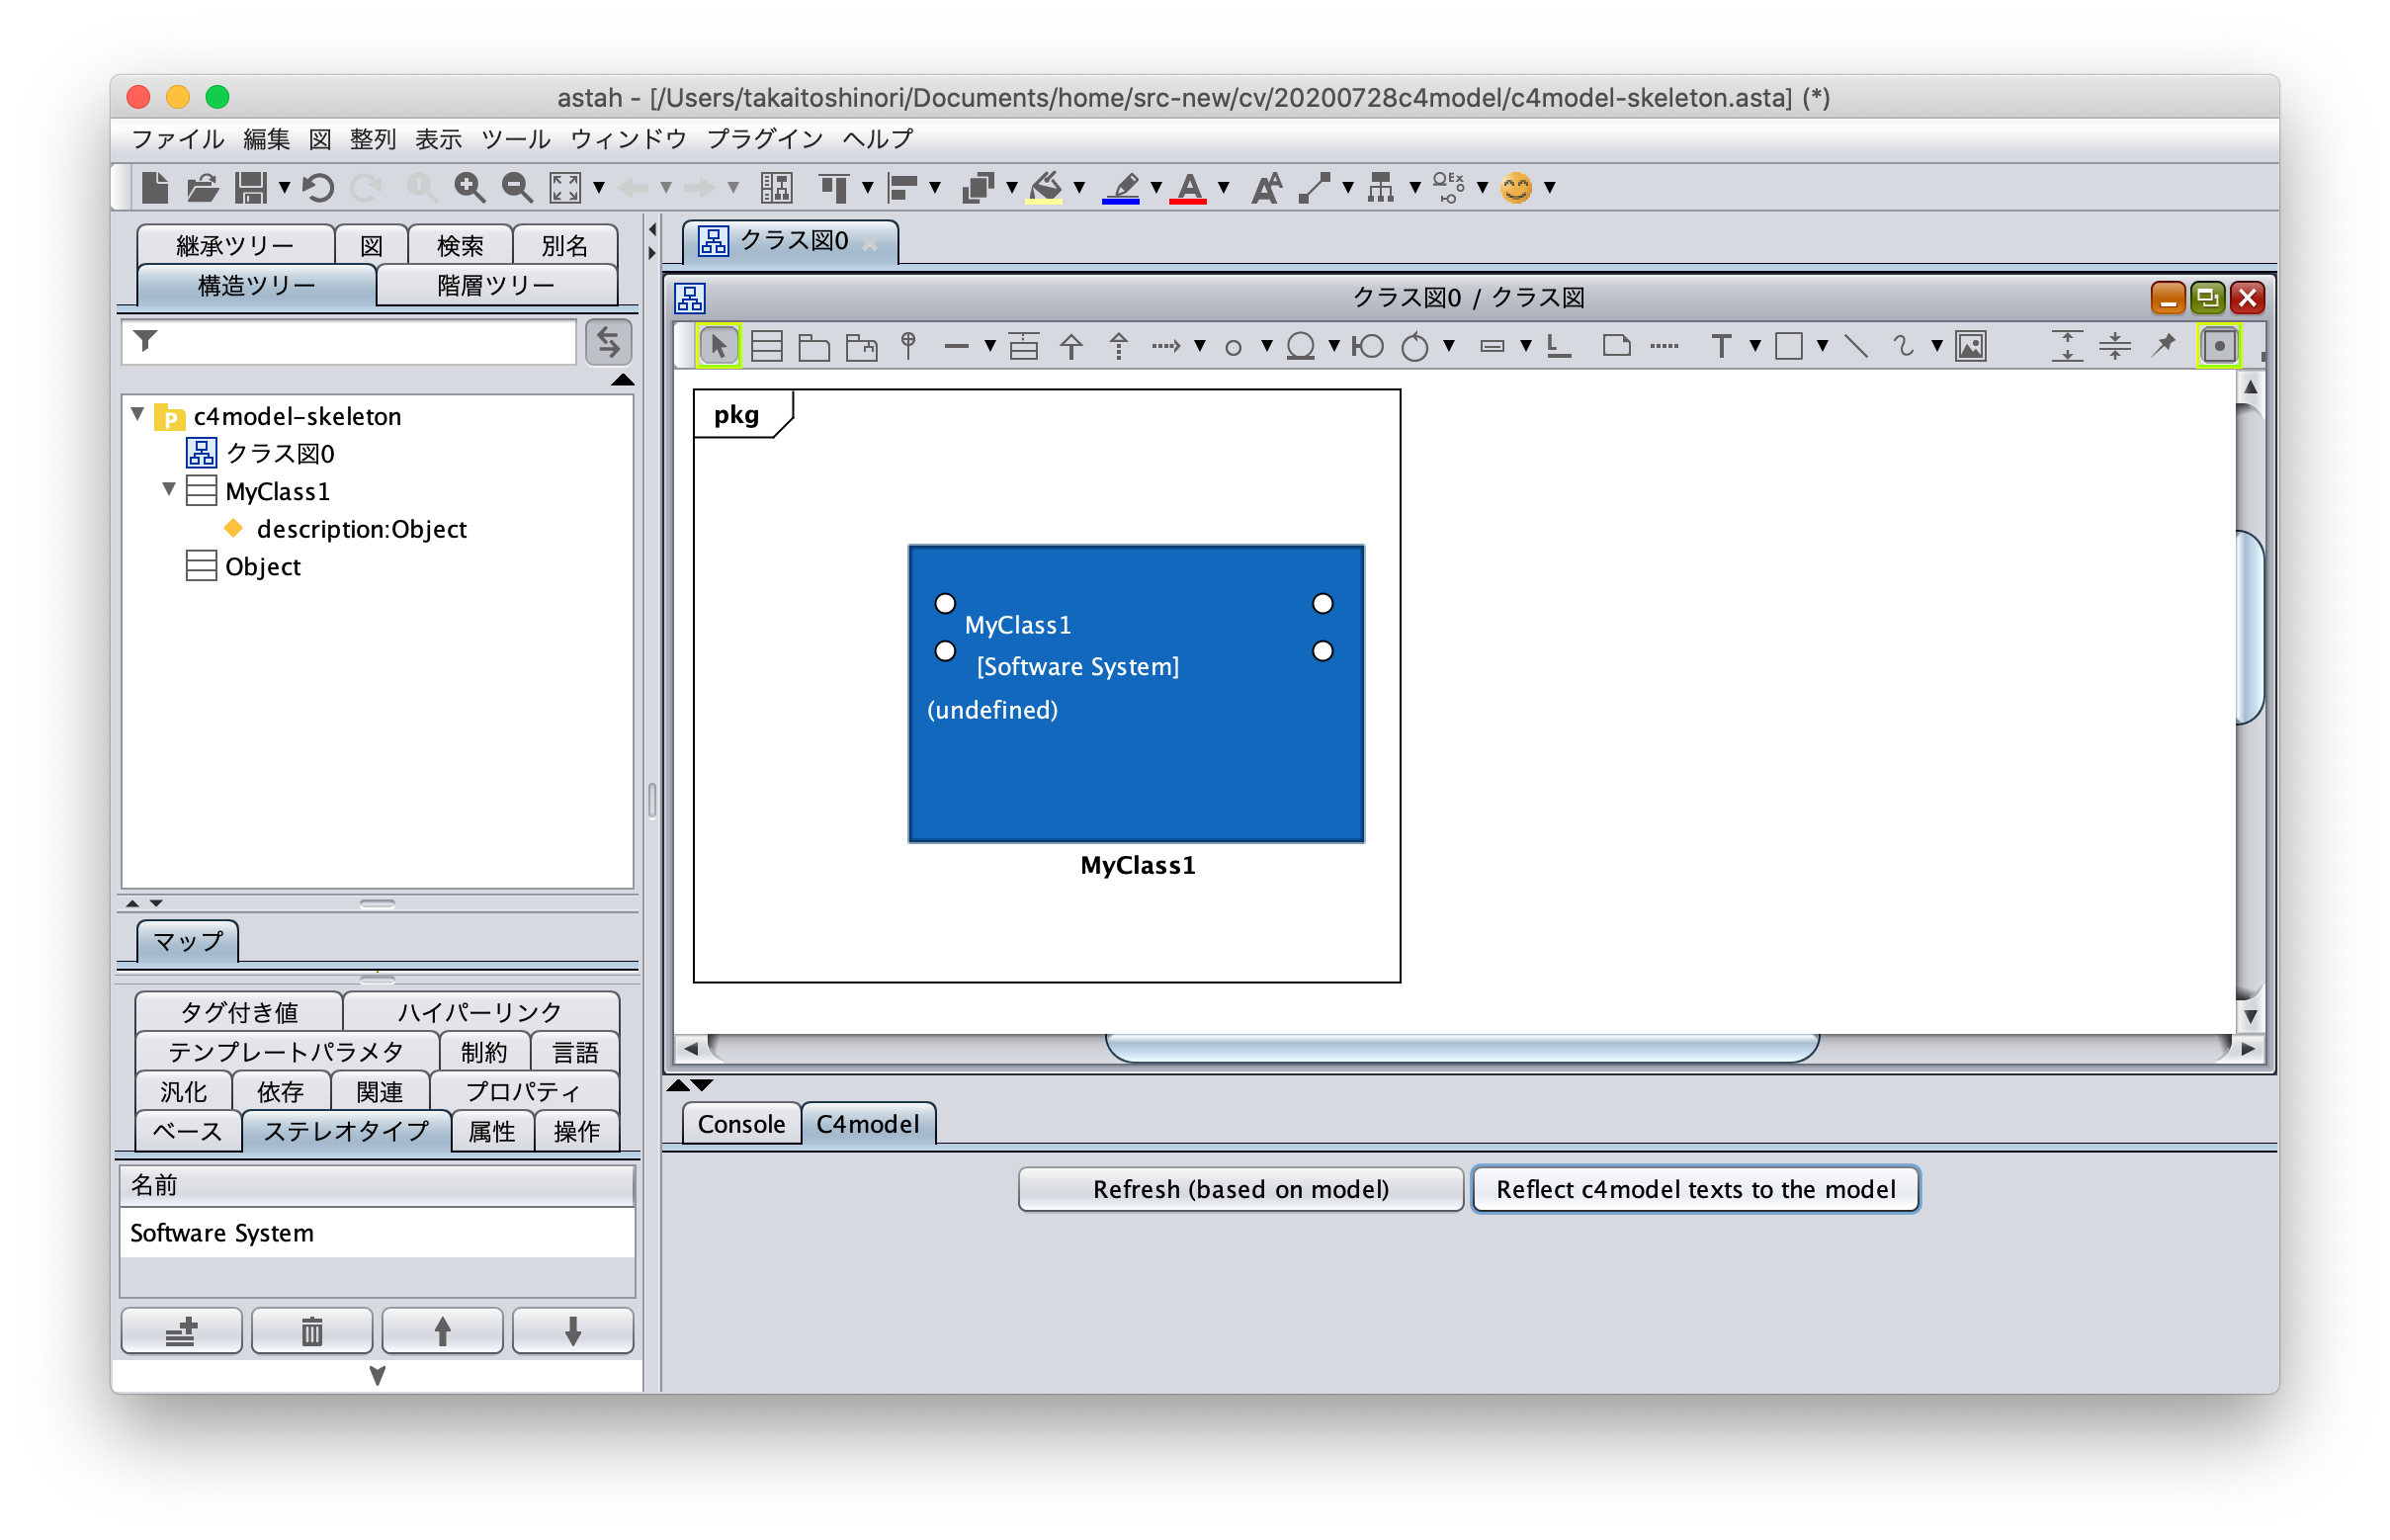 astah - [/Users/takaitoshinori/Documents/home/src-new/cv/20200728c4model/c4model-skeleton.asta] (*)
ファイル 編集 図 整列 表示 ツール ウィンドウ プラグイン ヘルプ
継承ツリー 図 検索 別名
構造ツリー 階層ツリー
c4model-skeleton
クラス図0
MyClass1
description:Object
Object
マップ
タグ付き値 ハイパーリンク
テンプレートパラメタ 制約 言語
汎化 依存 関連 プロパティ
ベース ステレオタイプ 属性 操作
名前
Software System
クラス図0
クラス図0 / クラス図
pkg
MyClass1
[Software System]
(undefined)
MyClass1
Console C4model
Refresh (based on model) Reflect c4model texts to the model